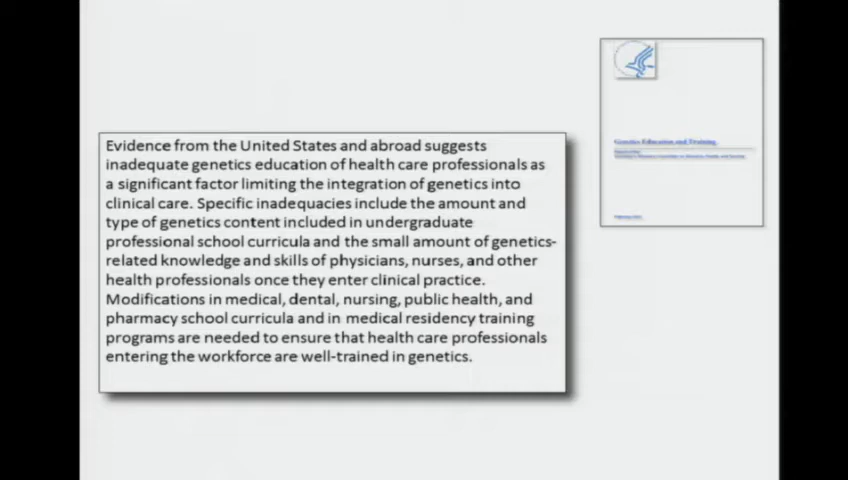 Evidence from the United States and abroad suggests
inadequate genetics education of health care professionals as
a significant factor limiting the integration of genetics into
clinical care. Specific inadequacies include the amount and
type of genetics content included in undergraduate
professional school curricula and the small amount of genetics-
related knowledge and skills of physicians, nurses, and other
health professionals once they enter clinical practice.
Modifications in medical, dental, nursing, public health, and
pharmacy school curricula and in medical residency training
programs are needed to ensure that health care professionals
entering the workforce are well-trained in genetics.
Genetics Education and Training